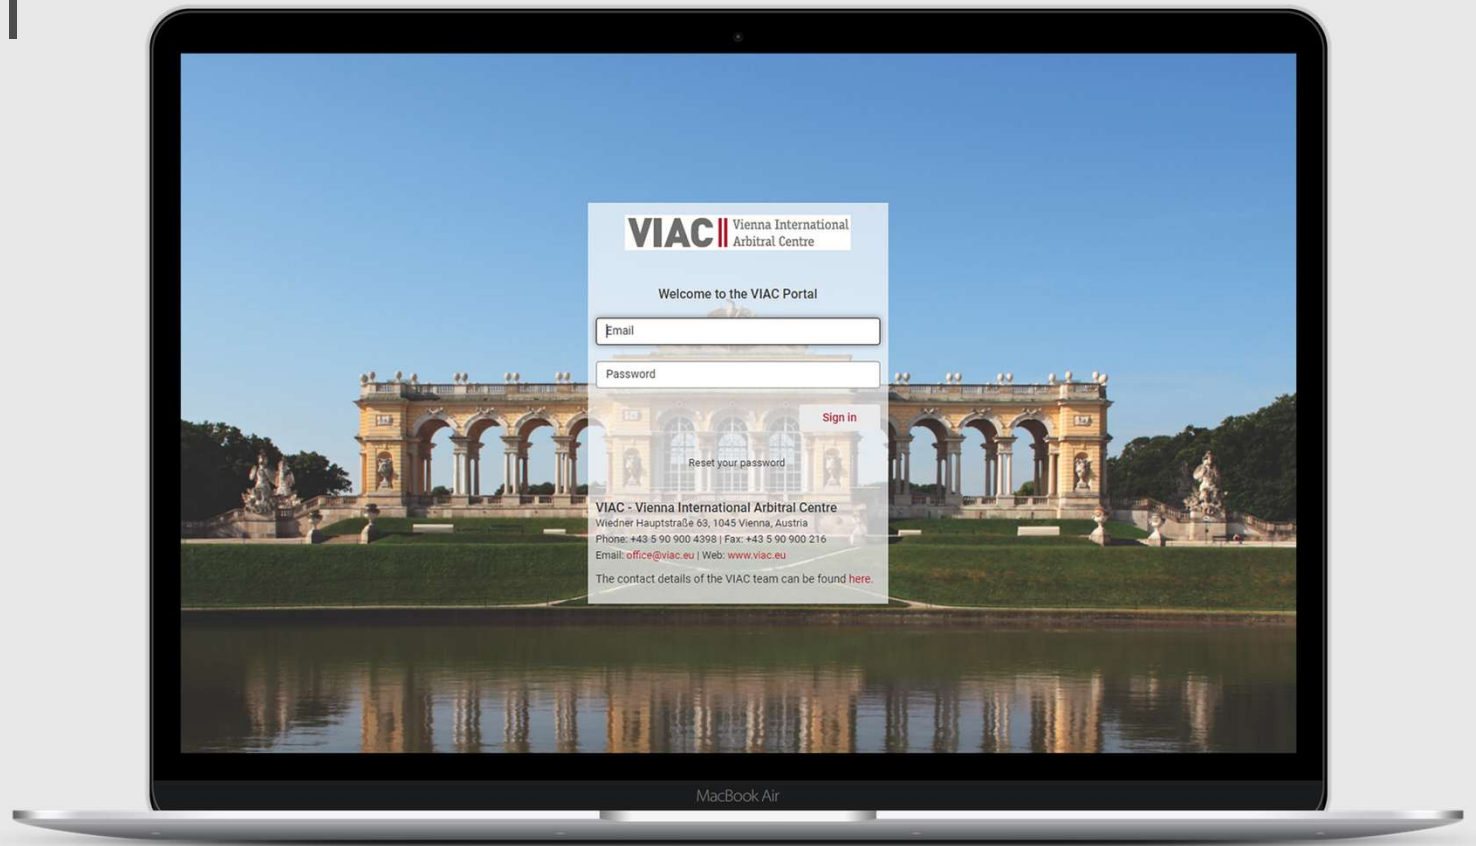 VIAC
Vienna International
Arbitral Centre
Welcome to the VIAC Portal
Email
Password
Sign in
Reset your password
VIAC - Vienna International Arbitral Centre
Wiedner Hauptstraße 63, 1045 Vienna, Austria
Phone: +43 5 90 900 4398 | Fax: +43 5 90 900 216
Email: office@viac.eu | Web: www.viac.eu
The contact details of the VIAC team can be found here.
MacBook Air